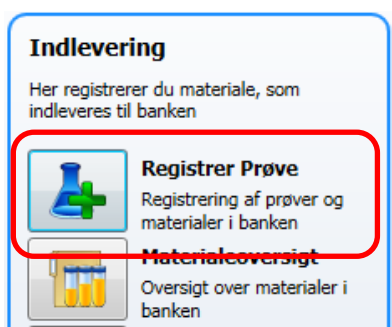 Indlevering
Her registrerer du materiale, som
indleveres til banken
Registrer Prøve
Registrering af prøver og
materialer i banken
Materialeoversigt
Oversigt over materialer i
banken